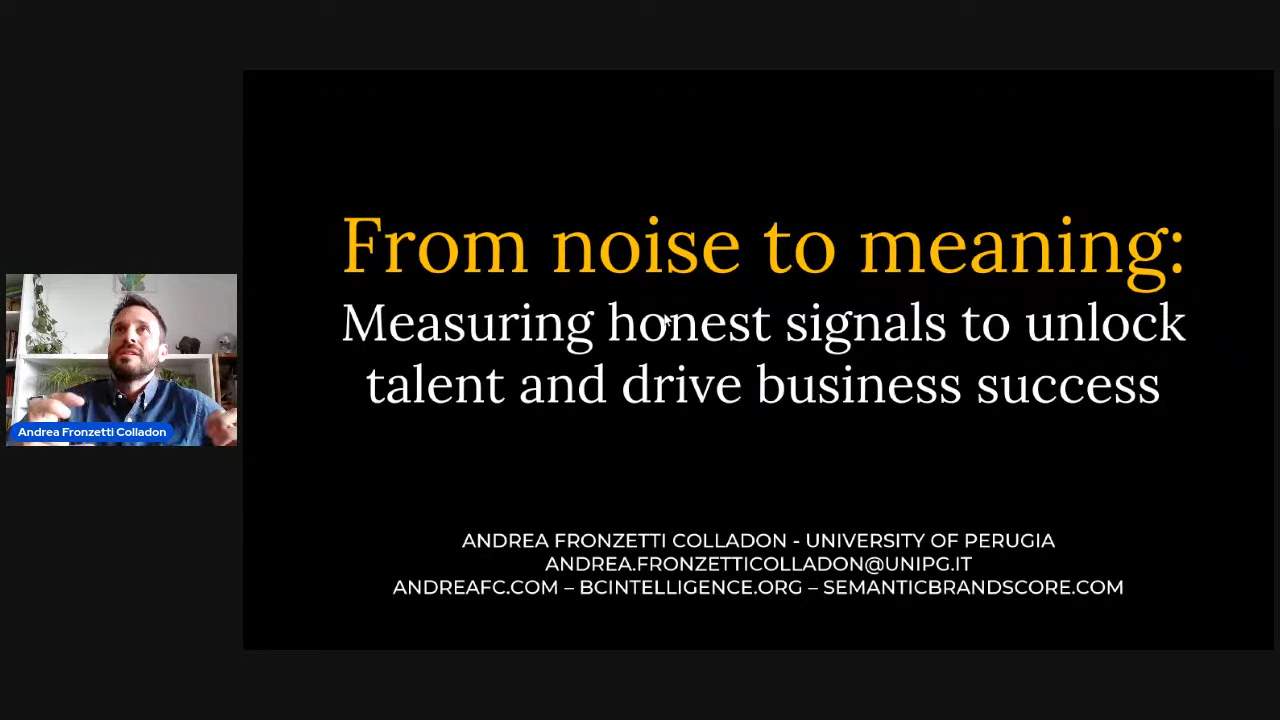 From noise to meaning:
Measuring honest signals to unlock
talent and drive business success
Andrea Fronzetti Colladon
ANDREA FRONZETTI COLLADON - UNIVERSITY OF PERUGIA
ANDREA.FRONZETTICOLLADON@UNIPG.IT
ANDREAFC.COM – BCINTELLIGENCE.ORG – SEMANTICBRANDSCORE.COM